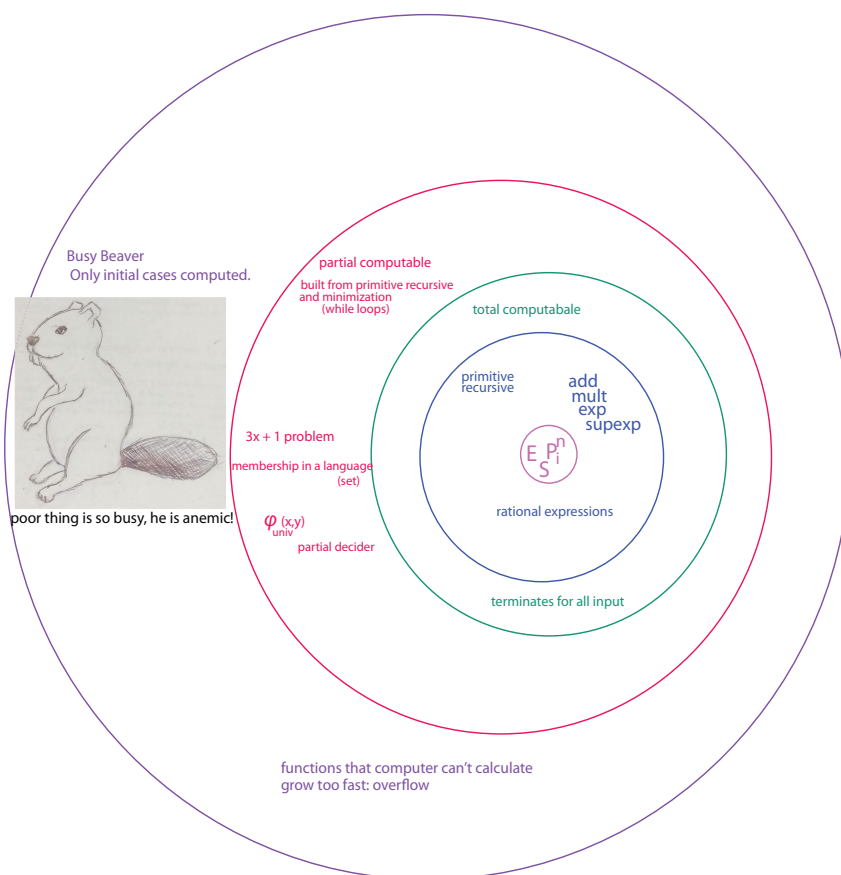 Busy Beaver
Only initial cases computed.
poor thing is so busy, he is anemic!
partial computable
built from primitive recursive
and minimization
(while loops)
3x + 1 problem
membership in a language
(set)
φ (x,y)
univ
partial decider
total computabale
primitive
recursive
add
mult
exp
supexp
E P n
i
S
rational expressions
terminates for all input
functions that computer can't calculate
grow too fast: overflow